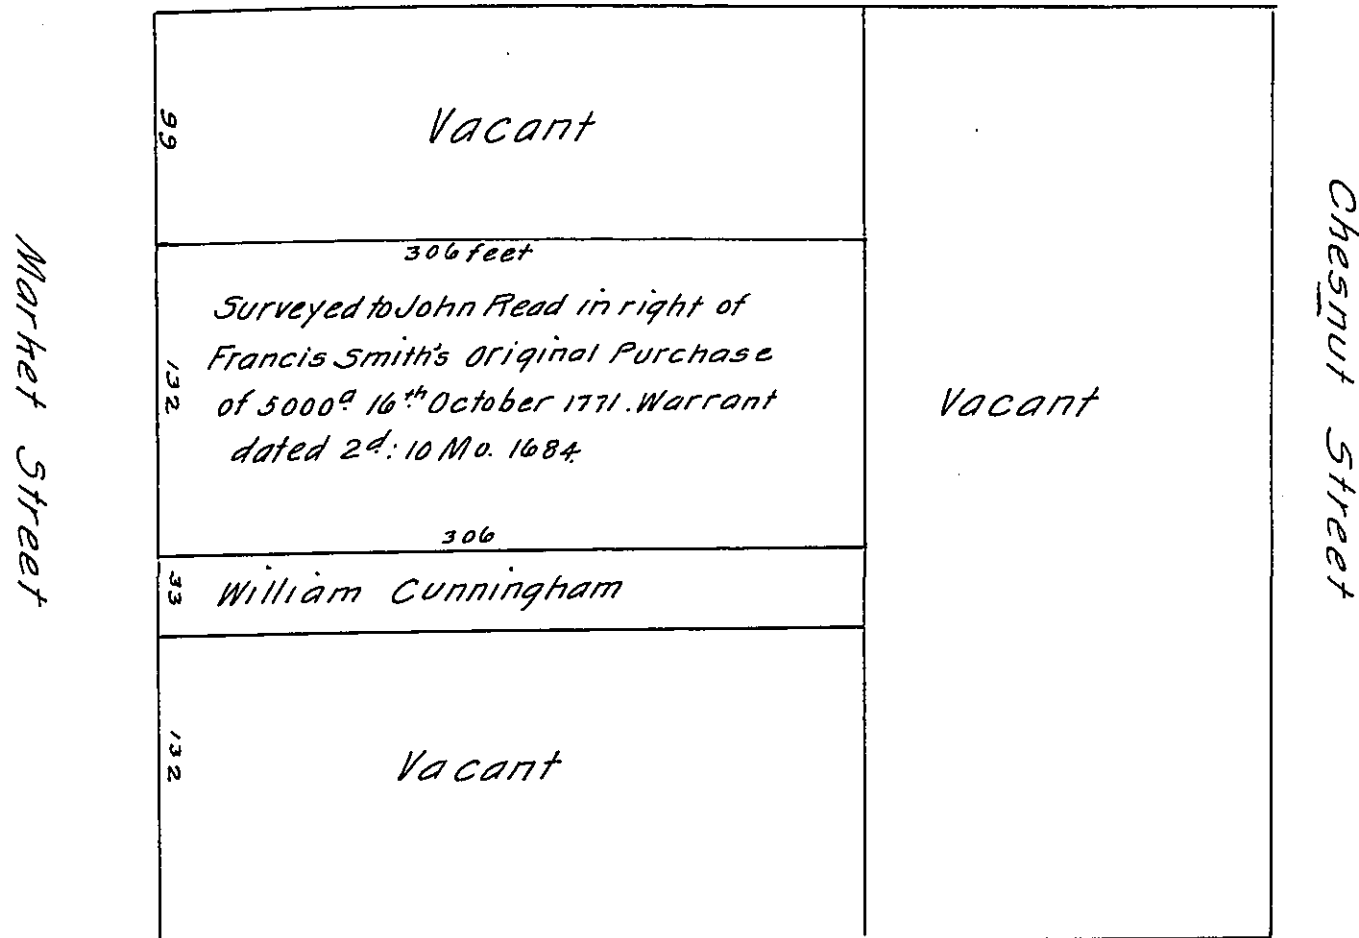 Market Street
99
Vacant
306 feet
132
Surveyed to John Read in right of
Francis Smith's Original Purchase
of 5000a 16th October 1771. Warrant
dated 2d: 10 Mo. 1684
306
33
William Cunningham
132
Vacant
Vacant
Chesnut Street